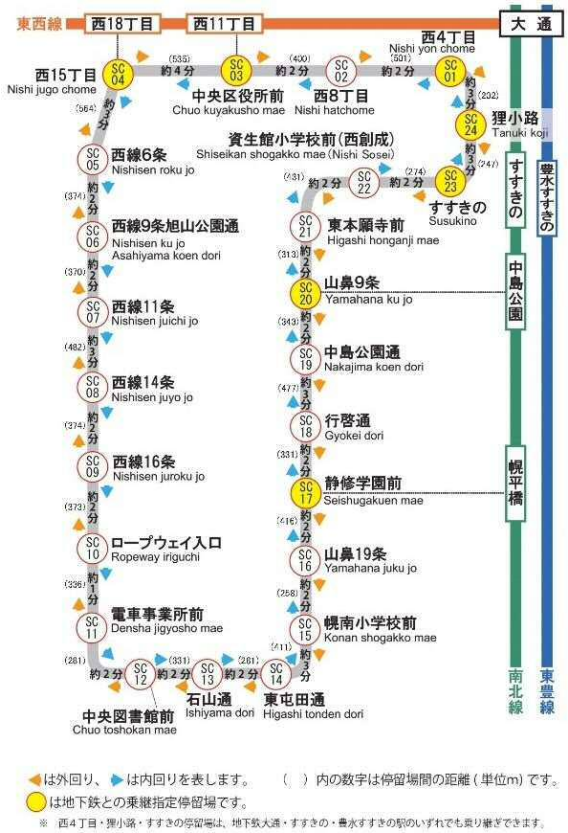 東西線
西18丁目
西11丁目
大通
西15丁目
Nishi jugo chome
SC
04
(535)
約4分
SC
03
中央区役所前
Chuo kuyakusho mae
(400)
約2分
SC
02
西8丁目
Nishi hatchome
(501)
約2分
西4丁目
Nishi yon chome
SC
01
約3分
(232)
SC
24
狸小路
Tanuki koji
約3分
(247)
SC
23
すすきの
Susukino
(274)
約2分
資生館小学校前(西創成)
Shiseikan shogakko mae(Nishi Sosei)
SC
22
約2分
(431)
SC
21
東本願寺前
Higashi honganji mae
(313)
約2分
SC
20
山鼻9条
Yamahana ku jo
(343)
約2分
SC
19
中島公園通
Nakajima koen dori
(477)
約3分
SC
18
行啓通
Gyokei dori
(331)
約2分
SC
17
静修学園前
Seishugakuen mae
(416)
約2分
SC
16
山鼻19条
Yamahana juku jo
(258)
約2分
SC
15
幌南小学校前
Konan shogakko mae
(411)
約3分
SC
14
東屯田通
Higashi tonden dori
(261)
約2分
SC
13
石山通
Ishiyama dori
(331)
約2分
SC
12
中央図書館前
Chuo toshokan mae
(281)
約2分
SC
11
電車事業所前
Densha jigyosho mae
(336)
約1分
SC
10
ロープウェイ入口
Ropeway iriguchi
(373)
約2分
SC
09
西線16条
Nishisen juroku jo
(374)
約2分
SC
08
西線14条
Nishisen juyo jo
(482)
約3分
SC
07
西線11条
Nishisen juichi jo
(370)
約2分
SC
06
西線9条旭山公園通
Nishisen ku jo
Asahiyama koen dori
(374)
約2分
SC
05
西線6条
Nishisen roku jo
(564)
約3分
すすきの
豊水すすきの
中島公園
幌平橋
南北線
東豊線
は外回り、は内回りを表します。 ( )内の数字は停留場間の距離(単位m)です。
は地下鉄との乗継指定停留場です。
※ 西4丁目・狸小路・すすきの停留場は、地下鉄大通・すすきの・豊水すすきの駅のいずれでも乗り継ぎできます。